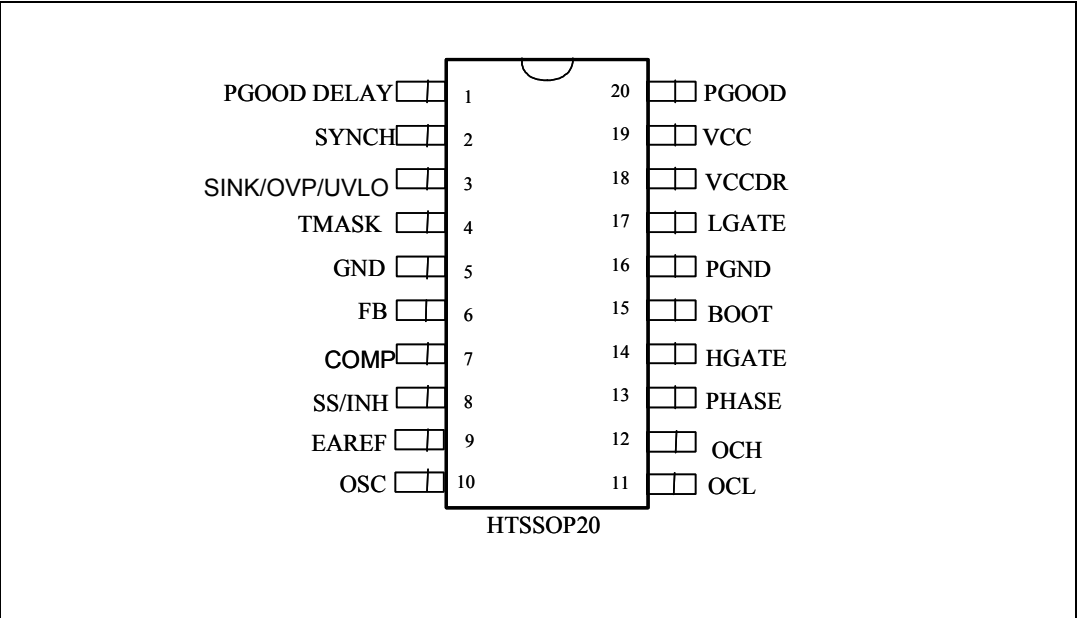 PGOOD DELAY 1 20 PGOOD
SYNCH 2 19 VCC
SINK/OVP/UVLO 3 18 VCCDR
TMASK 4 17 LGATE
GND 5 16 PGND
FB 6 15 BOOT
COMP 7 14 HGATE
SS/INH 8 13 PHASE
EAREF 9 12 OCH
OSC 10 11 OCL
HTSSOP20